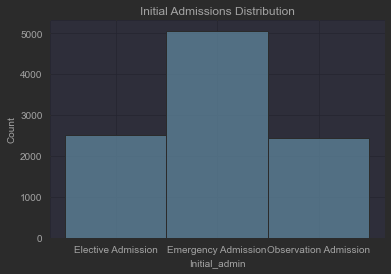 Initial Admissions Distribution
5000
4000
3000
2000
1000
0
Count
Elective Admission Emergency Admission Observation Admission
Initial_admin